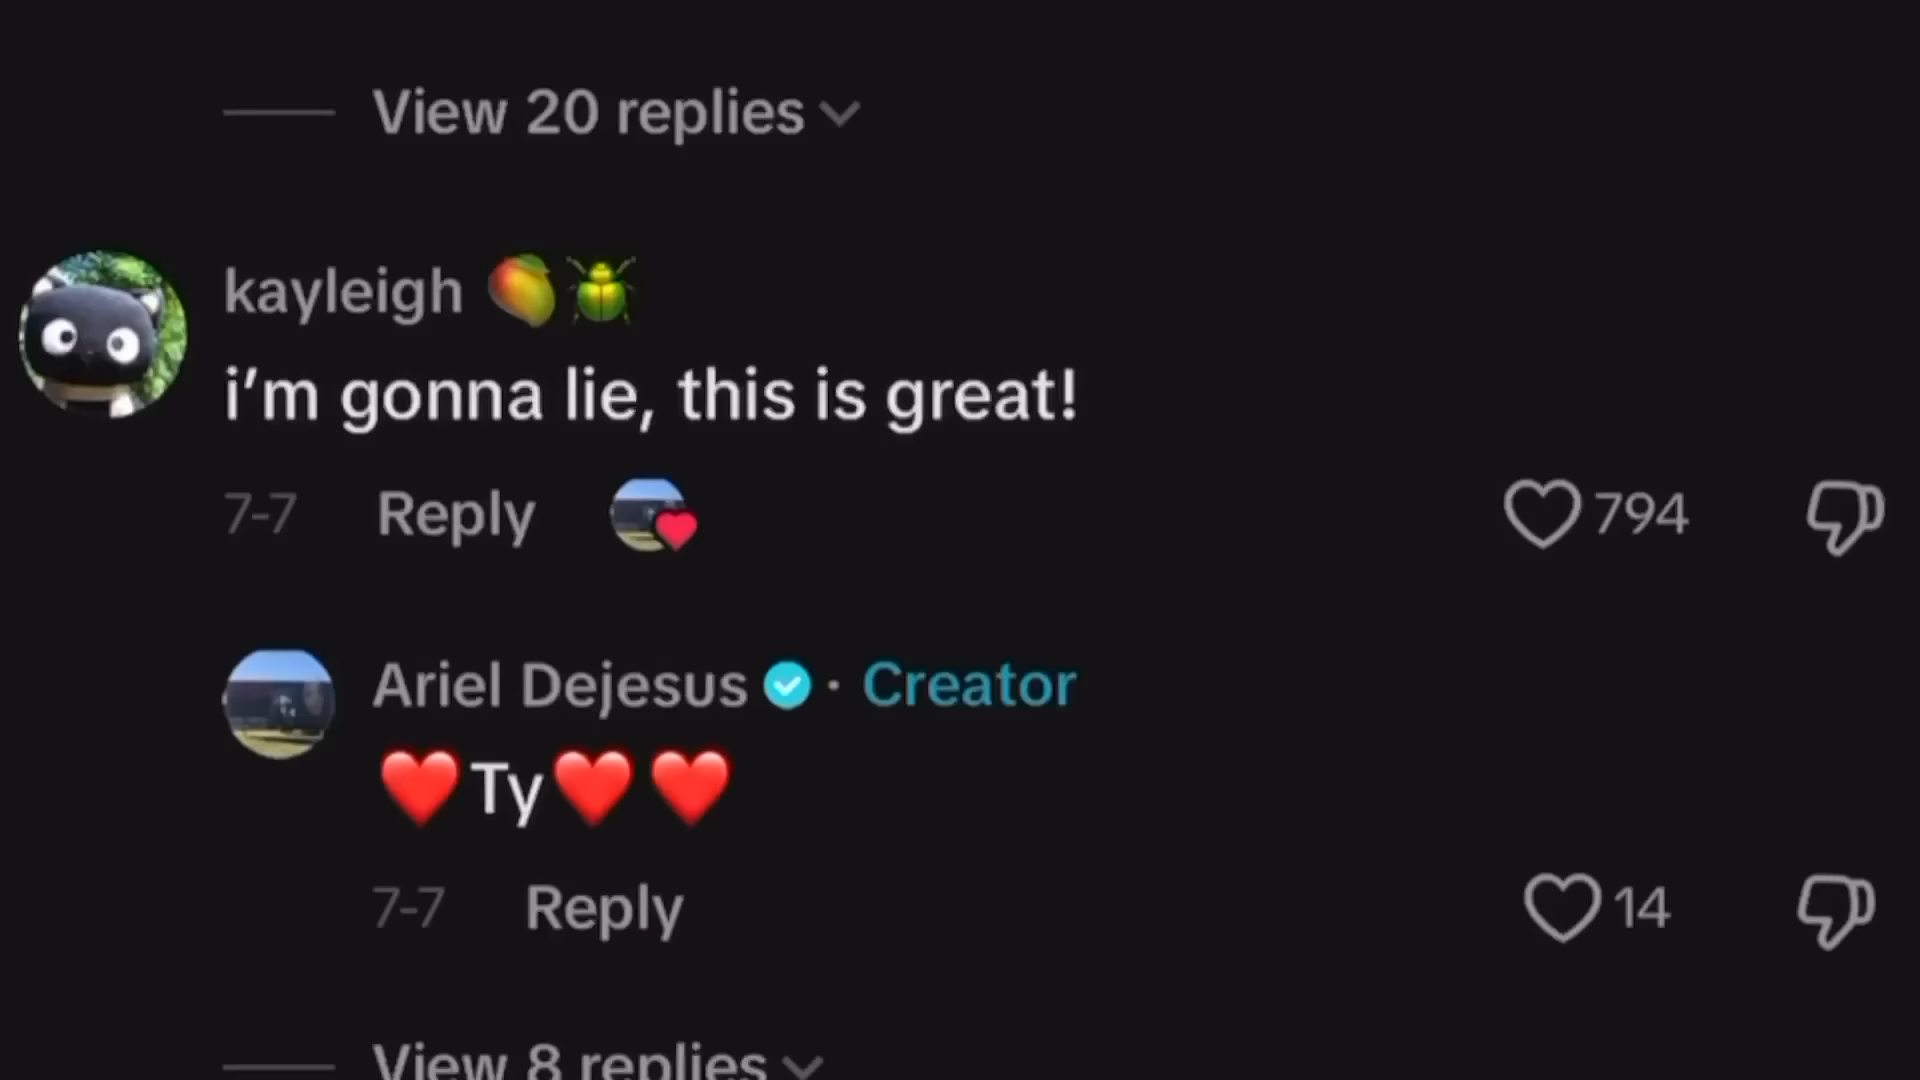 View 20 replies
kayleigh 🥭🪲
i’m gonna lie, this is great!
7-7 Reply 794
Ariel Dejesus · Creator
❤️Ty❤️❤️
7-7 Reply 14
View 8 replies